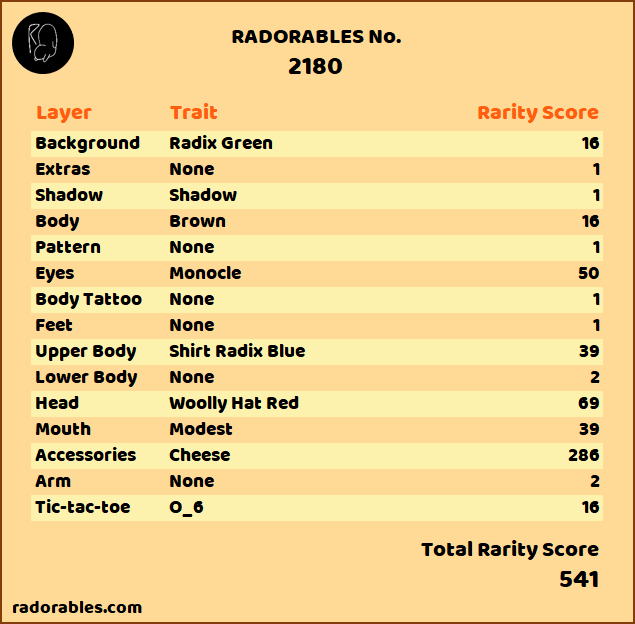 RADORABLES No.
2180
Layer Trait Rarity Score
Background Radix Green 16
Extras None 1
Shadow Shadow 1
Body Brown 16
Pattern None 1
Eyes Monocle 50
Body Tattoo None 1
Feet None 1
Upper Body Shirt Radix Blue 39
Lower Body None 2
Head Woolly Hat Red 69
Mouth Modest 39
Accessories Cheese 286
Arm None 2
Tic-tac-toe O_6 16
Total Rarity Score
541
radorables.com